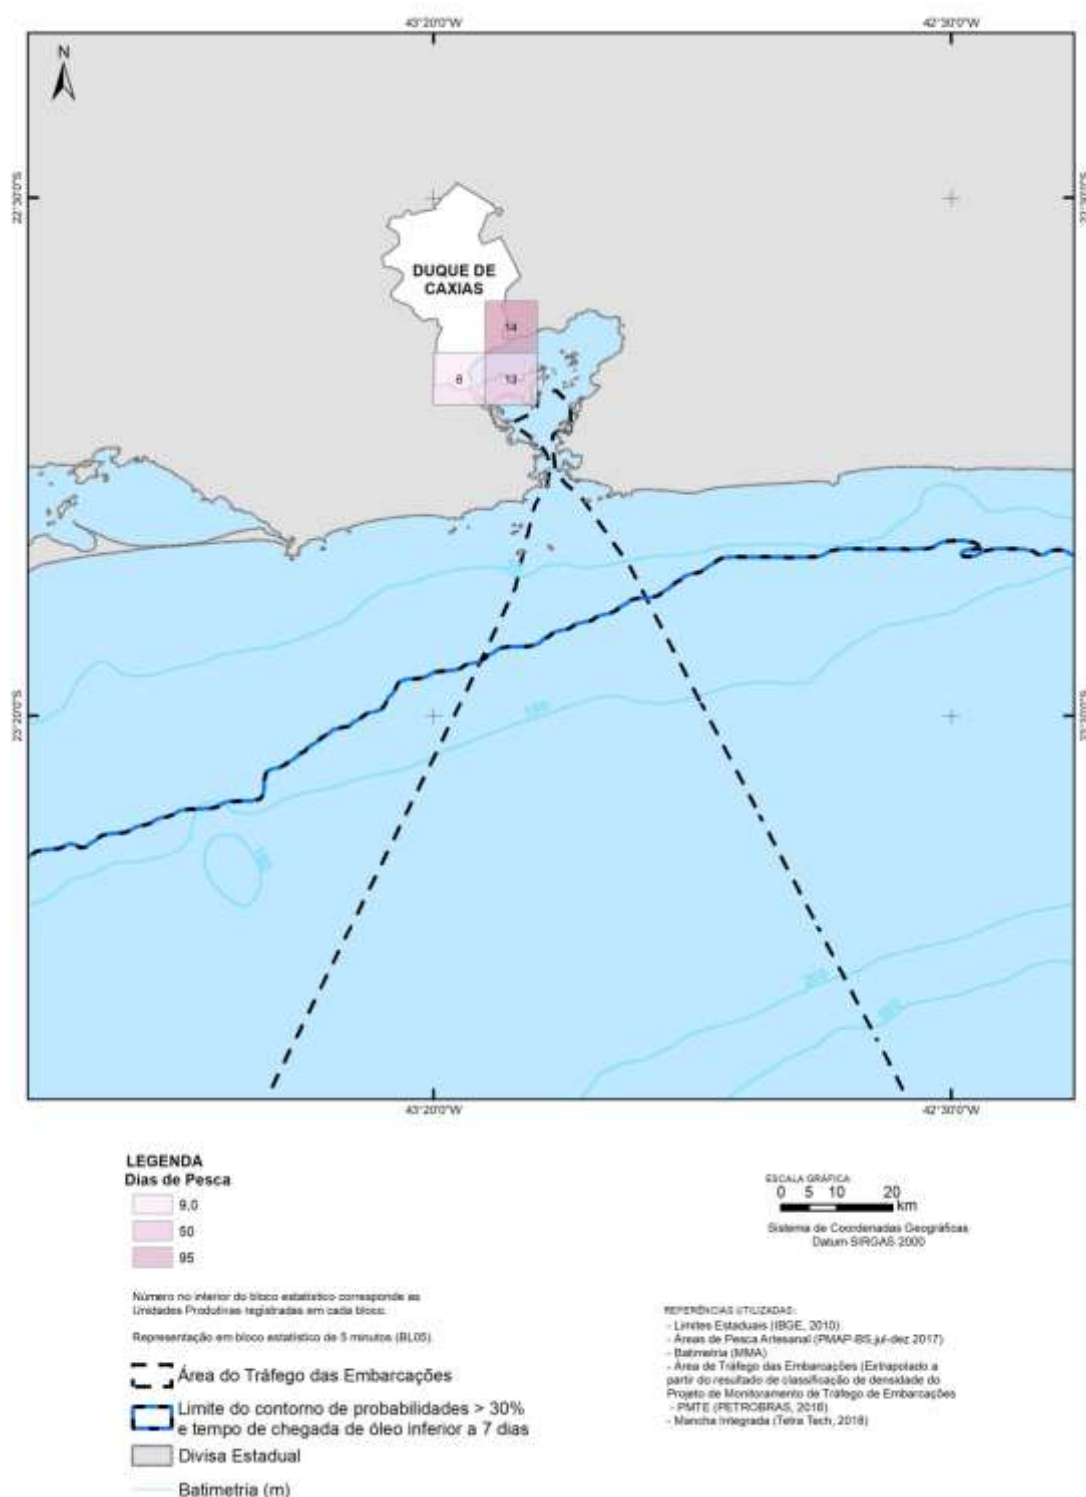 43°20'0"W
42°30'0"W
N
22°30'0"S
22°30'0"S
DUQUE DE
CAXIAS
14
13
23°20'0"S
100
200
43°20'0"W
42°30'0"W
LEGENDA
Dias de Pesca
9,0
50
95
Número no interior do bloco estatístico corresponde as
Unidades Produtivas registradas em cada bloco.
Representação em bloco estatístico de 5 minutos (BL05).
Área do Tráfego das Embarcações
Limite do contorno de probabilidades > 30%
e tempo de chegada de óleo inferior a 7 dias
Divisa Estadual
Batimetria (m)
ESCALA GRÁFICA
0 5 10 20
km
Sistema de Coordenadas Geográficas
Datum SIRGAS 2000
REFERÊNCIAS UTILIZADAS:
- Limites Estaduais (IBGE, 2010)
- Áreas de Pesca Artesanal (PMAP-BS,jul-dez 2017)
- Batimetria (MMA)
- Área de Tráfego das Embarcações (Extrapolado a
partir do resultado de classificação de densidade do
Projeto de Monitoramento de Tráfego de Embarcações
- PMTE (PETROBRAS, 2016)
- Mancha Integrada (Tetra Tech, 2018)